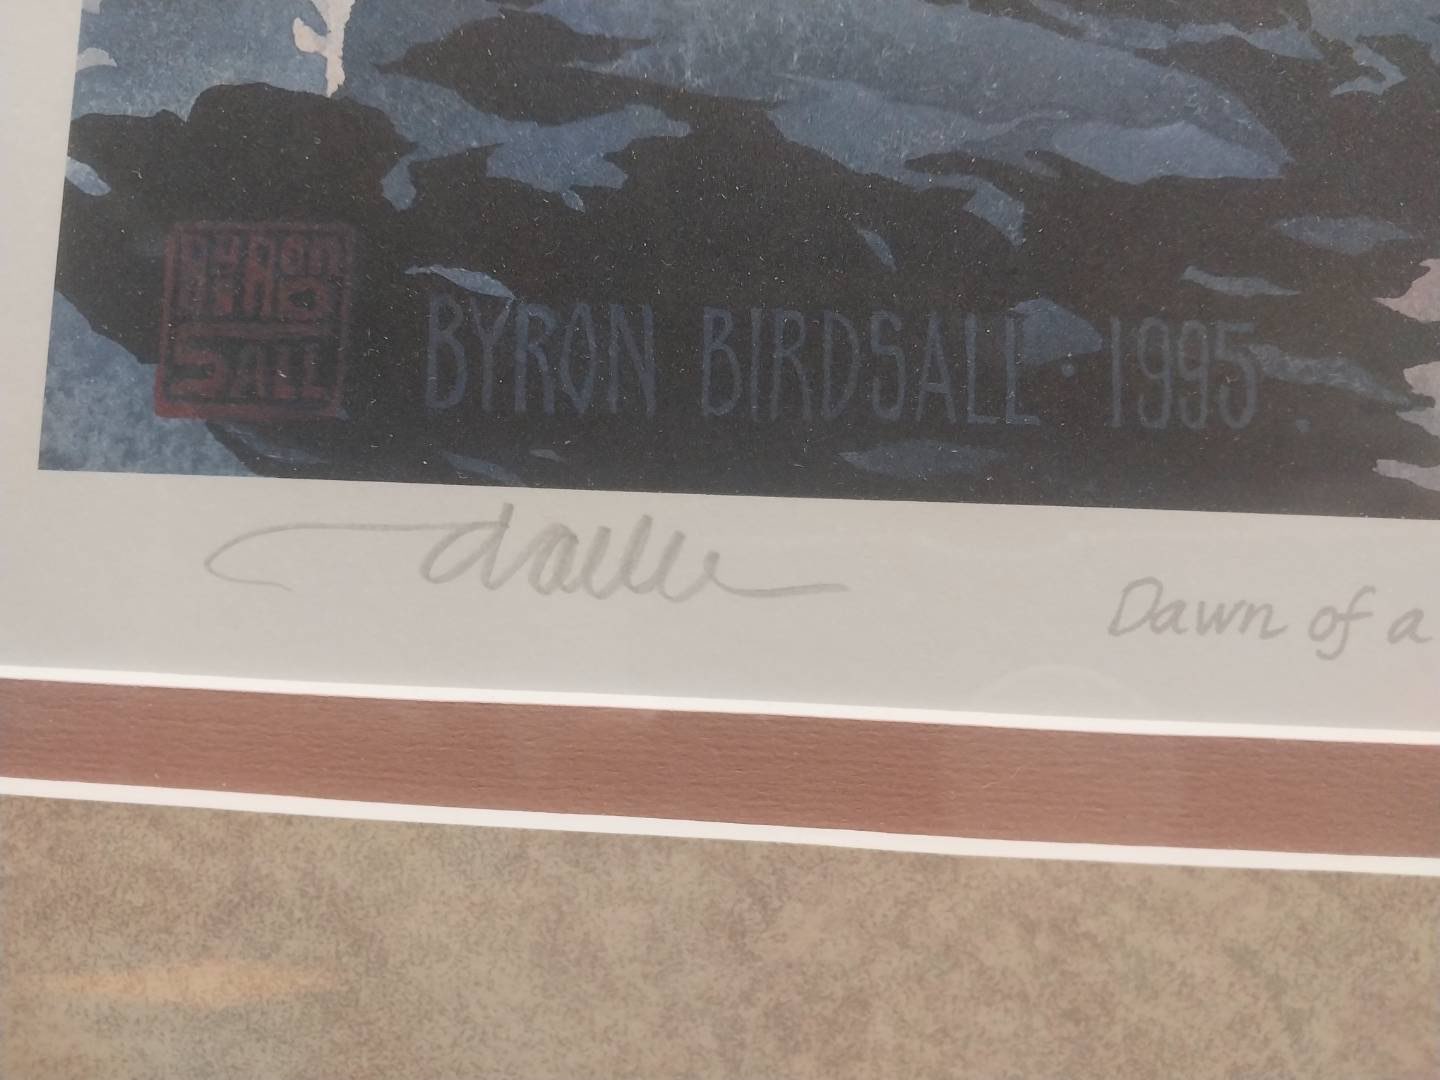 BYRON
BIRD
SALL
BYRON BIRDSALL · 1995.
Dawn of a